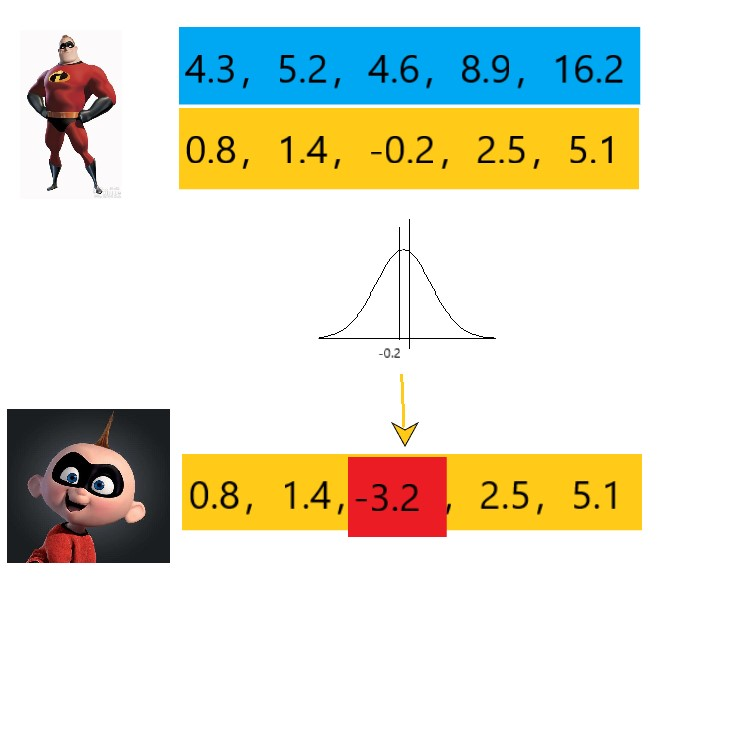 4.3, 5.2, 4.6, 8.9, 16.2
0.8, 1.4, -0.2, 2.5, 5.1
-0.2
0.8, 1.4, -3.2 , 2.5, 5.1